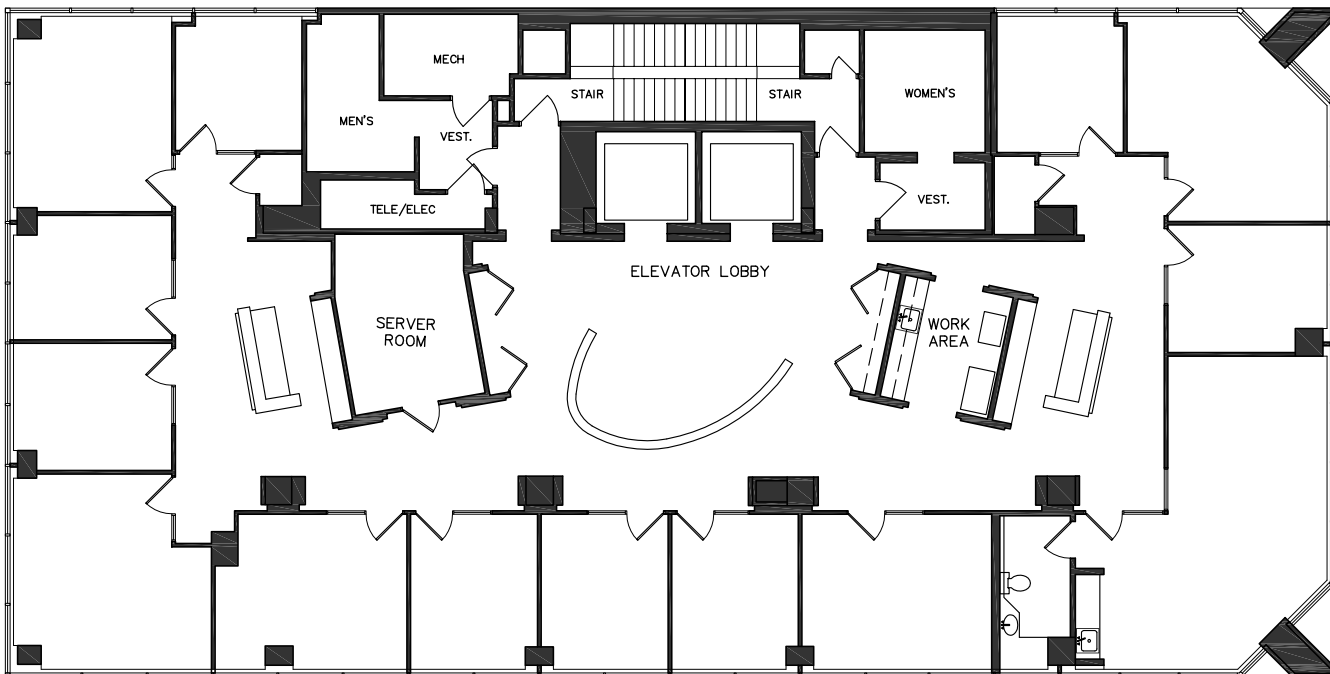 MECH
STAIR
STAIR
WOMEN'S
MEN'S
VEST.
VEST.
TELE/ELEC
ELEVATOR LOBBY
SERVER
ROOM
WORK
AREA